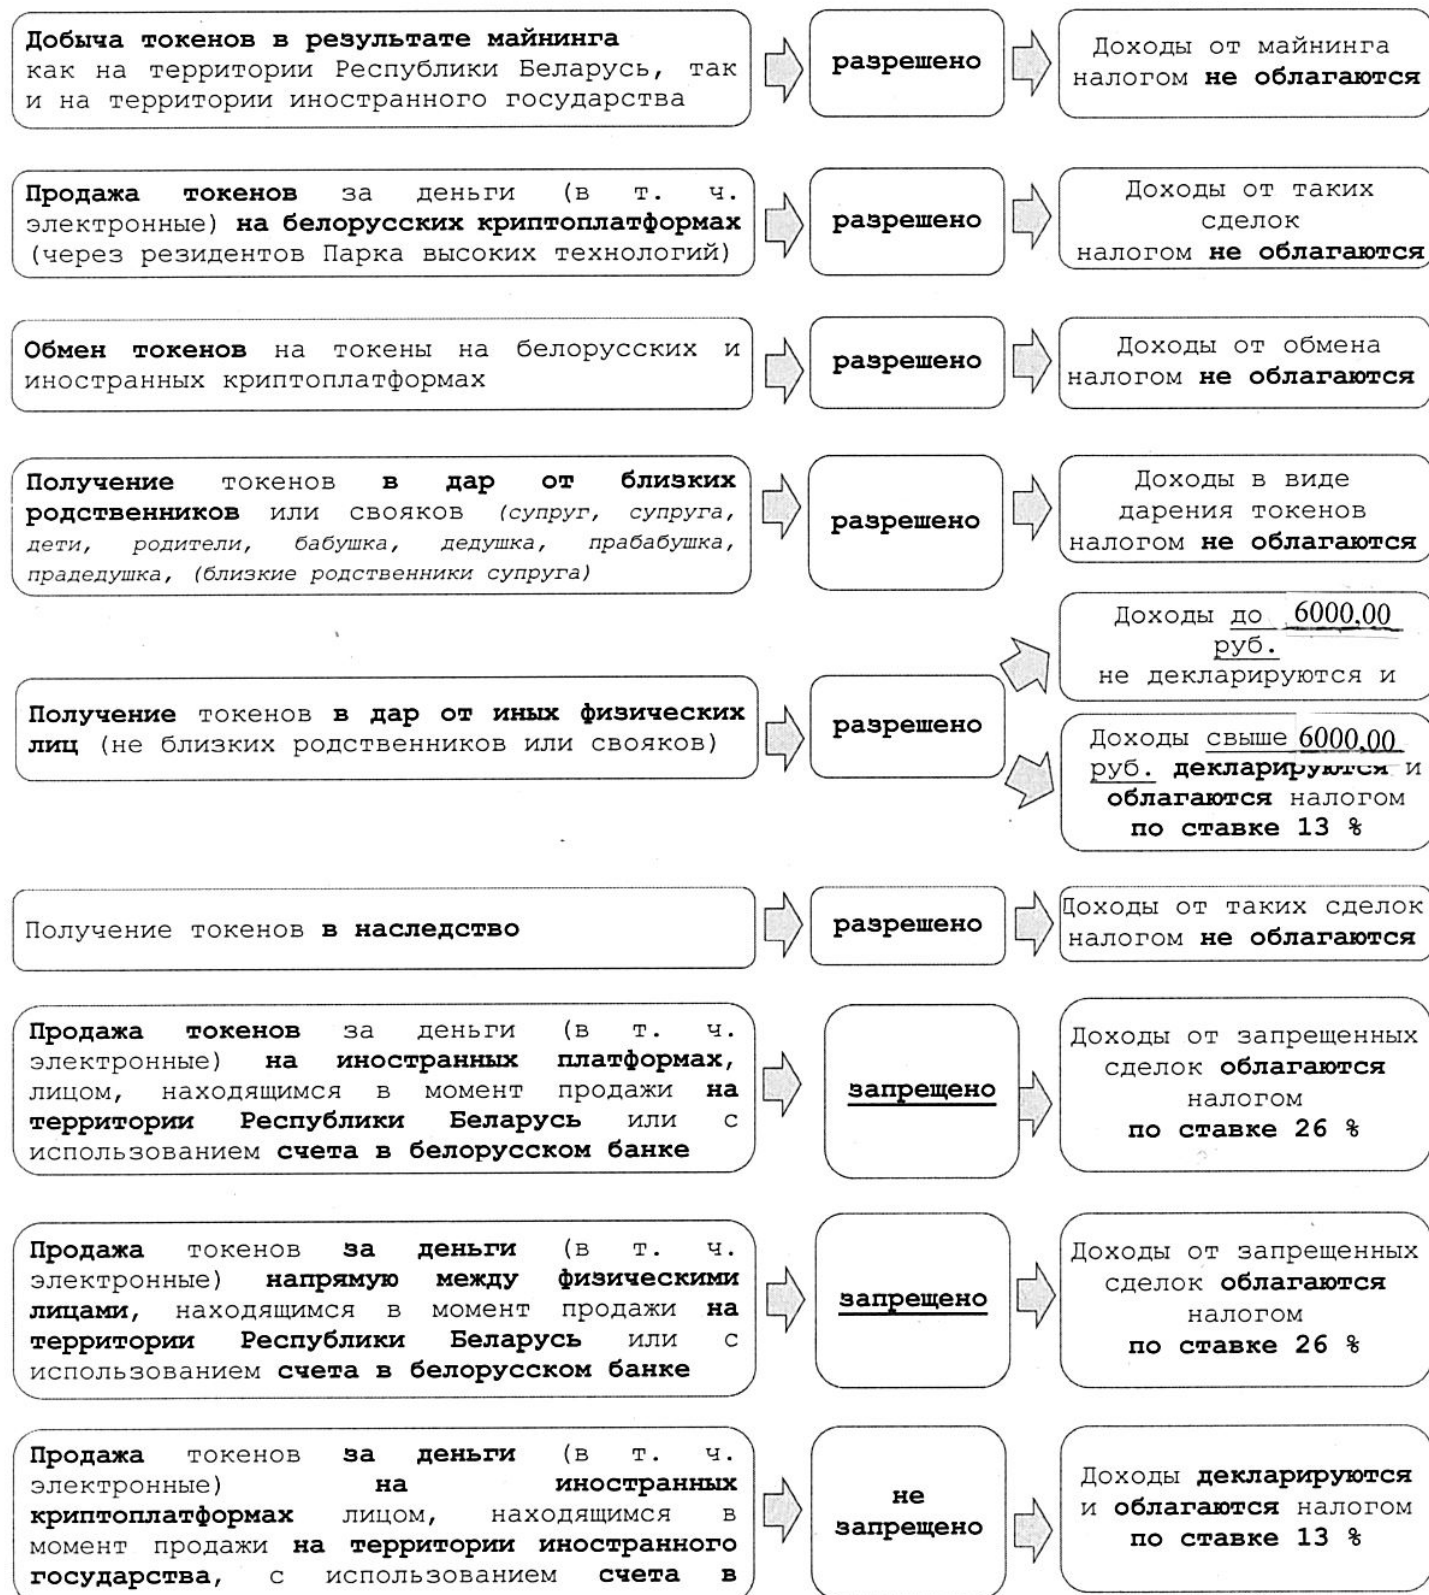 Добыча токенов в результате майнинга
как на территории Республики Беларусь, так
и на территории иностранного государства
разрешено
Доходы от майнинга
налогом не облагаются
Продажа токенов за деньги (в т. ч.
электронные) на белорусских криптоплатформах
(через резидентов Парка высоких технологий)
разрешено
Доходы от таких
сделок
налогом не облагаются
Обмен токенов на токены на белорусских и
иностранных криптоплатформах
разрешено
Доходы от обмена
налогом не облагаются
Получение токенов в дар от близких
родственников или свояков (супруг, супруга,
дети, родители, бабушка, дедушка, прабабушка,
прадедушка, (близкие родственники супруга)
разрешено
Доходы в виде
дарения токенов
налогом не облагаются
Получение токенов в дар от иных физических
лиц (не близких родственников или свояков)
разрешено
Доходы до 6000,00
руб.
не декларируются и
Доходы свыше 6000,00
руб. декларируются и
облагаются налогом
по ставке 13 %
Получение токенов в наследство
разрешено
Доходы от таких сделок
налогом не облагаются
Продажа токенов за деньги (в т. ч.
электронные) на иностранных платформах,
лицом, находящимся в момент продажи на
территории Республики Беларусь или с
использованием счета в белорусском банке
запрещено
Доходы от запрещенных
сделок облагаются
налогом
по ставке 26 %
Продажа токенов за деньги (в т. ч.
электронные) напрямую между физическими
лицами, находящимся в момент продажи на
территории Республики Беларусь или с
использованием счета в белорусском банке
запрещено
Доходы от запрещенных
сделок облагаются
налогом
по ставке 26 %
Продажа токенов за деньги (в т. ч.
электронные) на иностранных
криптоплатформах лицом, находящимся в
момент продажи на территории иностранного
государства, с использованием счета в
не
запрещено
Доходы декларируются
и облагаются налогом
по ставке 13 %